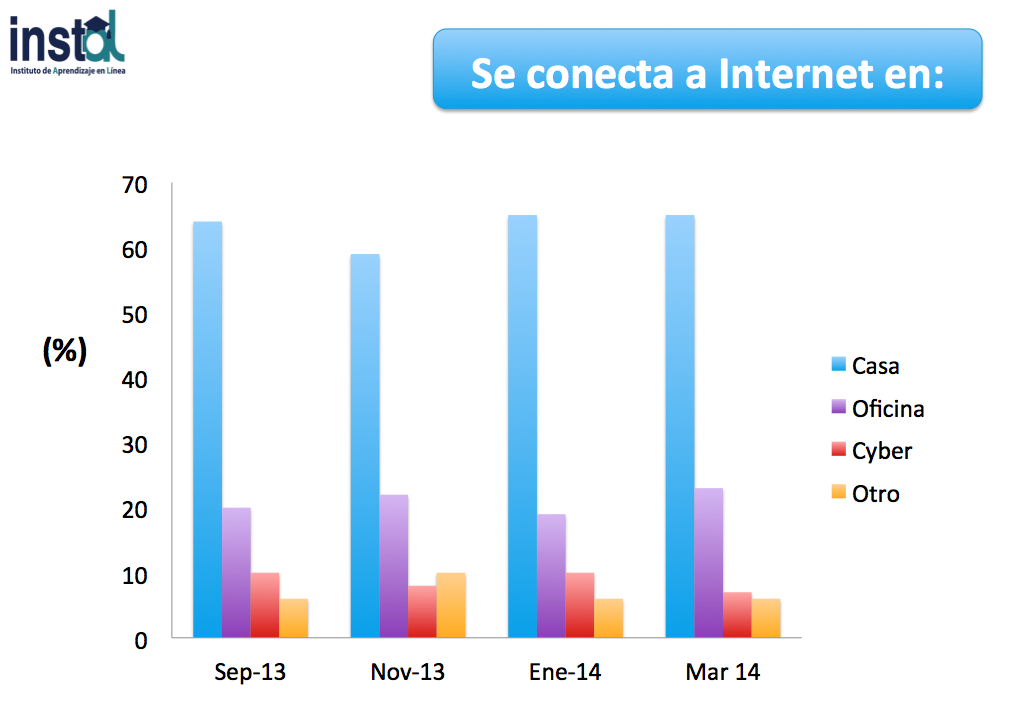 instal
Instituto de Aprendizaje en Línea
Se conecta a Internet en:
70
60
50
(%)
40
30
20
10
0
Casa
Oficina
Cyber
Otro
Sep-13
Nov-13
Ene-14
Mar 14